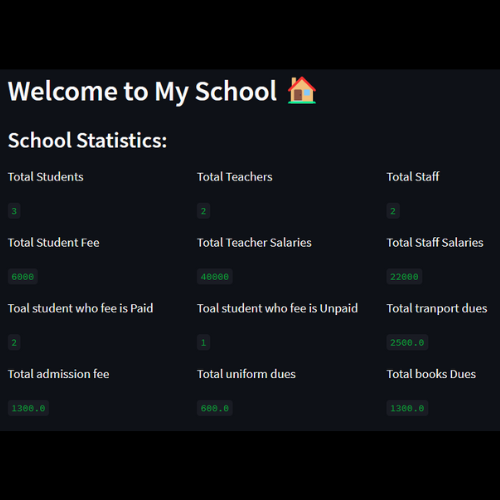 Welcome to My School 🏠
School Statistics:
Total Students Total Teachers Total Staff
3 2 2
Total Student Fee Total Teacher Salaries Total Staff Salaries
6000 40000 22000
Toal student who fee is Paid Toal student who fee is Unpaid Total tranport dues
2 1 2500.0
Total admission fee Total uniform dues Total books Dues
1300.0 600.0 1300.0